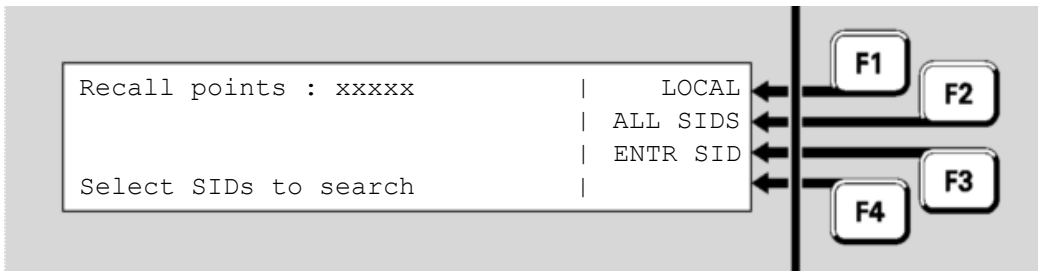 Recall points : xxxxx | LOCAL
| ALL SIDS
| ENTR SID
Select SIDs to search |
F1
F2
F3
F4